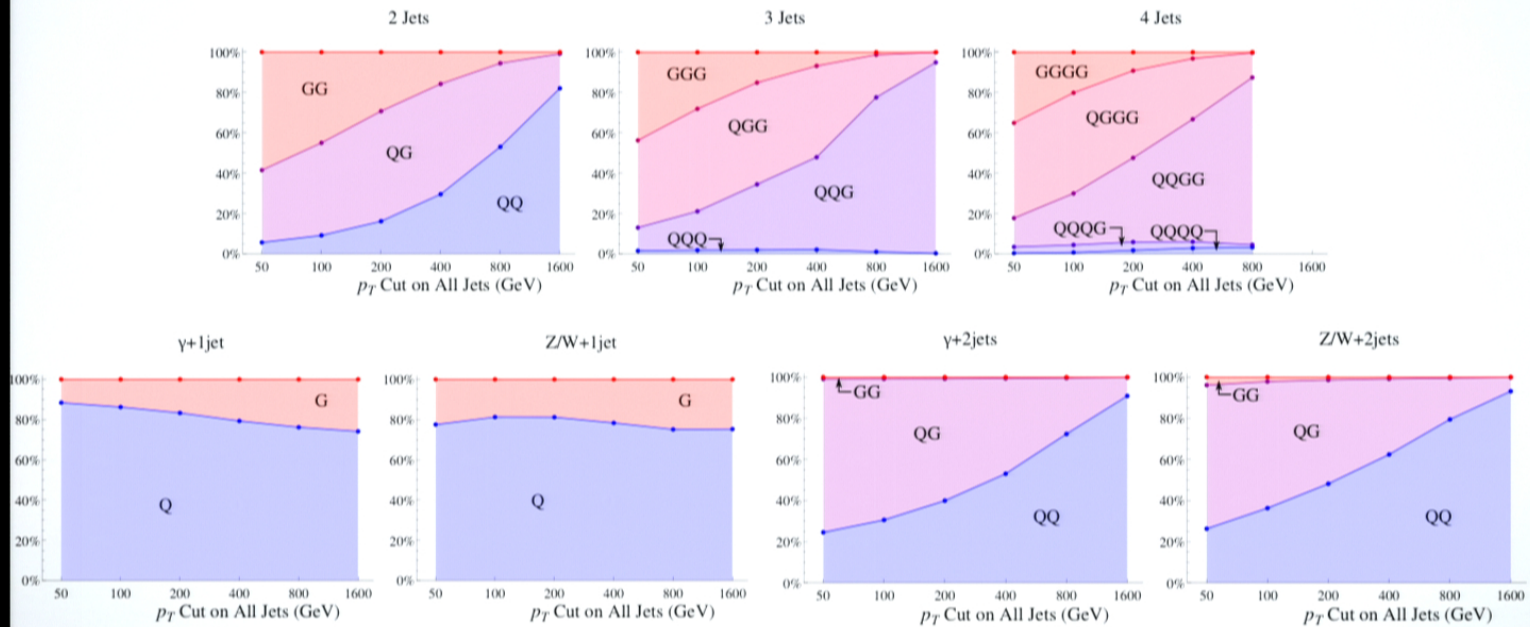 2 Jets
100%
80%
60%
40%
20%
0%
GG
QG
QQ
50 100 200 400 800 1600
pT Cut on All Jets (GeV)
3 Jets
100%
80%
60%
40%
20%
0%
GGG
QGG
QQG
QQQ
50 100 200 400 800 1600
pT Cut on All Jets (GeV)
4 Jets
100%
80%
60%
40%
20%
0%
GGGG
QGGG
QQGG
QQQG QQQQ
50 100 200 400 800 1600
pT Cut on All Jets (GeV)
γ+1jet
100%
80%
60%
40%
20%
0%
G
Q
50 100 200 400 800 1600
pT Cut on All Jets (GeV)
Z/W+1jet
100%
80%
60%
40%
20%
0%
G
Q
50 100 200 400 800 1600
pT Cut on All Jets (GeV)
γ+2jets
100%
80%
60%
40%
20%
0%
GG
QG
QQ
50 100 200 400 800 1600
pT Cut on All Jets (GeV)
Z/W+2jets
100%
80%
60%
40%
20%
0%
GG
QG
QQ
50 100 200 400 800 1600
pT Cut on All Jets (GeV)